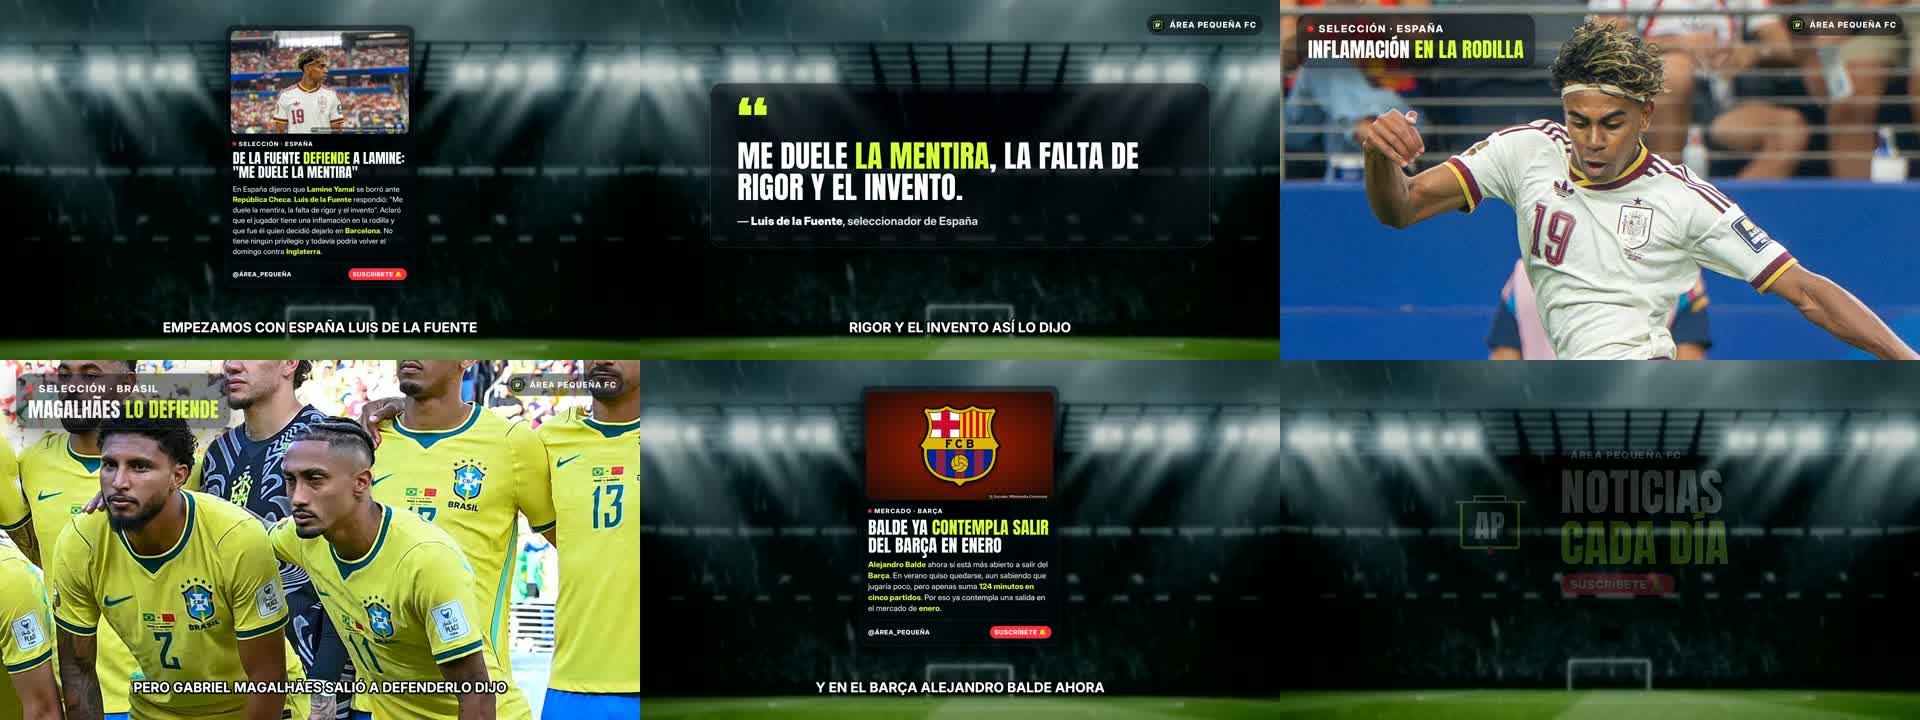 SELECCIÓN · ESPAÑA
DE LA FUENTE DEFIENDE A LAMINE:
"ME DUELE LA MENTIRA"
En España dijeron que Lamine Yamal se borró ante
República Checa. Luis de la Fuente respondió: "Me
duele la mentira, la falta de rigor y el invento". Aclaró
que el jugador tiene una inflamación en la rodilla y
que fue él quien decidió dejarlo en Barcelona. No
tiene ningún privilegio y todavía podría volver el
domingo contra Inglaterra.
@ÁREA_PEQUEÑA
SUSCRÍBETE
EMPEZAMOS CON ESPAÑA LUIS DE LA FUENTE
AP
ÁREA PEQUEÑA FC
ME DUELE LA MENTIRA, LA FALTA DE
RIGOR Y EL INVENTO.
— Luis de la Fuente, seleccionador de España
RIGOR Y EL INVENTO ASÍ LO DIJO
SELECCIÓN · ESPAÑA
INFLAMACIÓN EN LA RODILLA
ÁREA PEQUEÑA FC
19
SELECCIÓN · BRASIL
MAGALHÃES LO DEFIENDE
ÁREA PEQUEÑA FC
BRASIL
13
BRASIL
2
BRASIL
11
PERO GABRIEL MAGALHÃES SALIÓ A DEFENDERLO DIJO
FCB
MERCADO · BARÇA
BALDE YA CONTEMPLA SALIR
DEL BARÇA EN ENERO
Alejandro Balde ahora sí está más abierto a salir del
Barça. En verano quiso quedarse, aun sabiendo que
jugaría poco, pero apenas suma 124 minutos en
cinco partidos. Por eso ya contempla una salida en
el mercado de enero.
@ÁREA_PEQUEÑA
SUSCRÍBETE
Y EN EL BARÇA ALEJANDRO BALDE AHORA
ÁREA PEQUEÑA FC
AP
NOTICIAS
CADA DÍA
SUSCRÍBETE